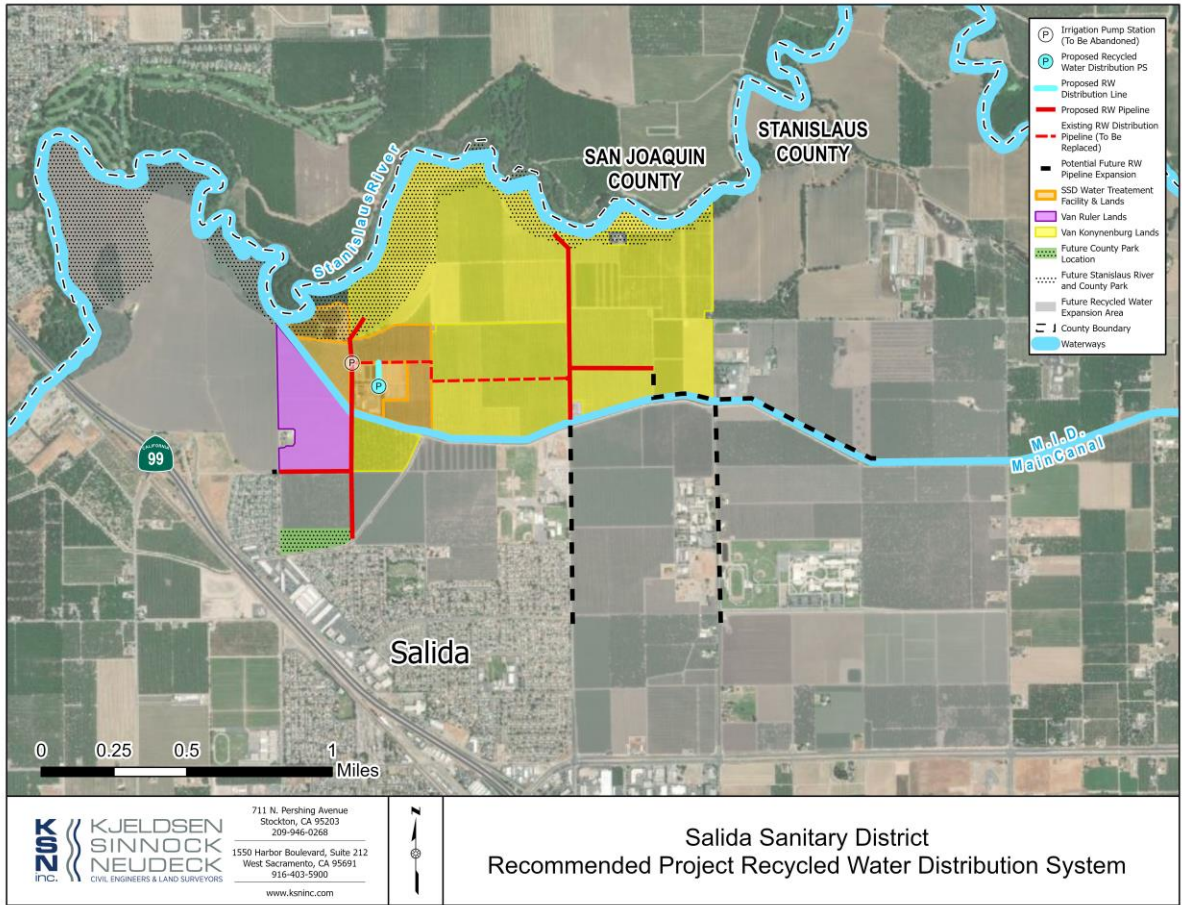 Irrigation Pump Station
(To Be Abandoned)
Proposed Recycled
Water Distribution PS
Proposed RW
Distribution Line
Proposed RW Pipeline
Existing RW Distribution
Pipeline (To Be
Replaced)
Potential Future RW
Pipeline Expansion
SSD Water Treatement
Facility & Lands
Van Ruler Lands
Van Konynenburg Lands
Future County Park
Location
Future Stanislaus River
and County Park
Future Recycled Water
Expansion Area
County Boundary
Waterways
P
P
STANISLAUS
COUNTY
SAN JOAQUIN
COUNTY
Stanislaus River
P
P
CALIFORNIA
99
M.I.D.
Main Canal
Salida
0 0.25 0.5 1
Miles
KSN
inc.
KJELDSEN
SINNOCK
NEUDECK
CIVIL ENGINEERS & LAND SURVEYORS
711 N. Pershing Avenue
Stockton, CA 95203
209-946-0268
1550 Harbor Boulevard, Suite 212
West Sacramento, CA 95691
916-403-5900
www.ksninc.com
N
Salida Sanitary District
Recommended Project Recycled Water Distribution System